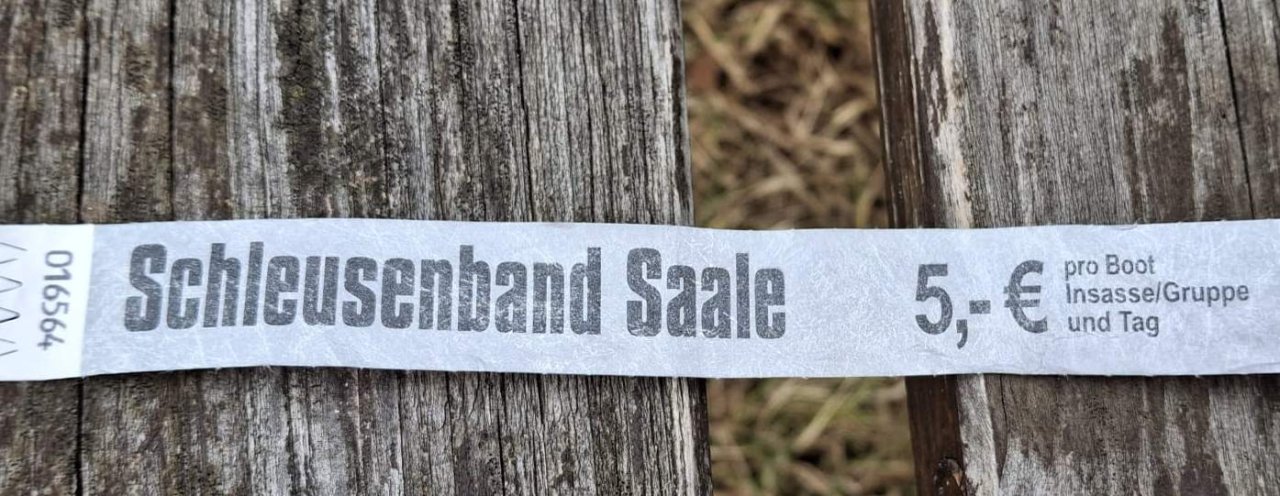 016564
Schleusenband Saale
5,- €
pro Boot
Insasse/Gruppe
und Tag